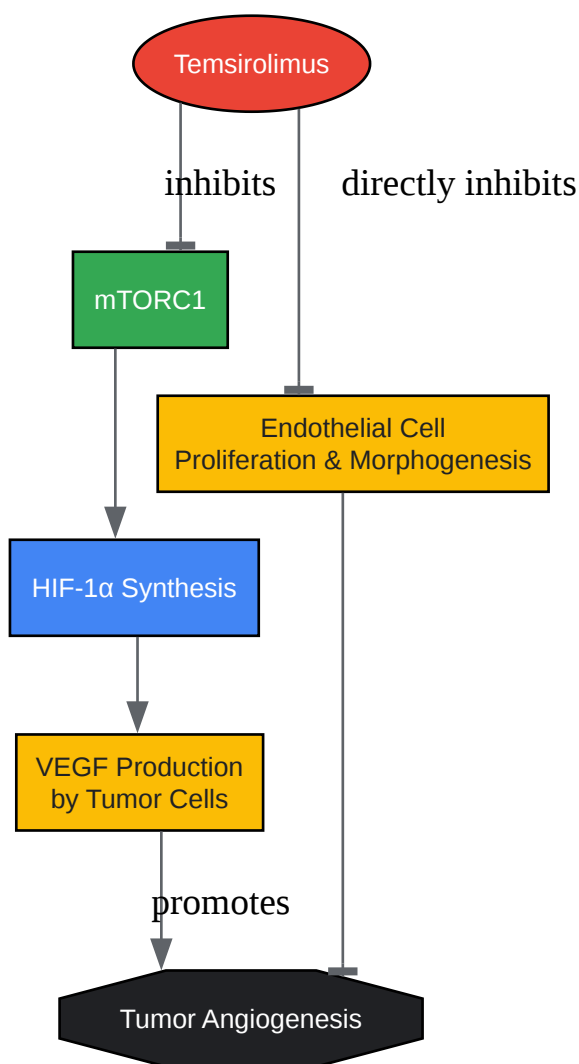 Temsirolimus
inhibits
directly inhibits
mTORC1
Endothelial Cell
Proliferation & Morphogenesis
HIF-1α Synthesis
VEGF Production
by Tumor Cells
promotes
Tumor Angiogenesis